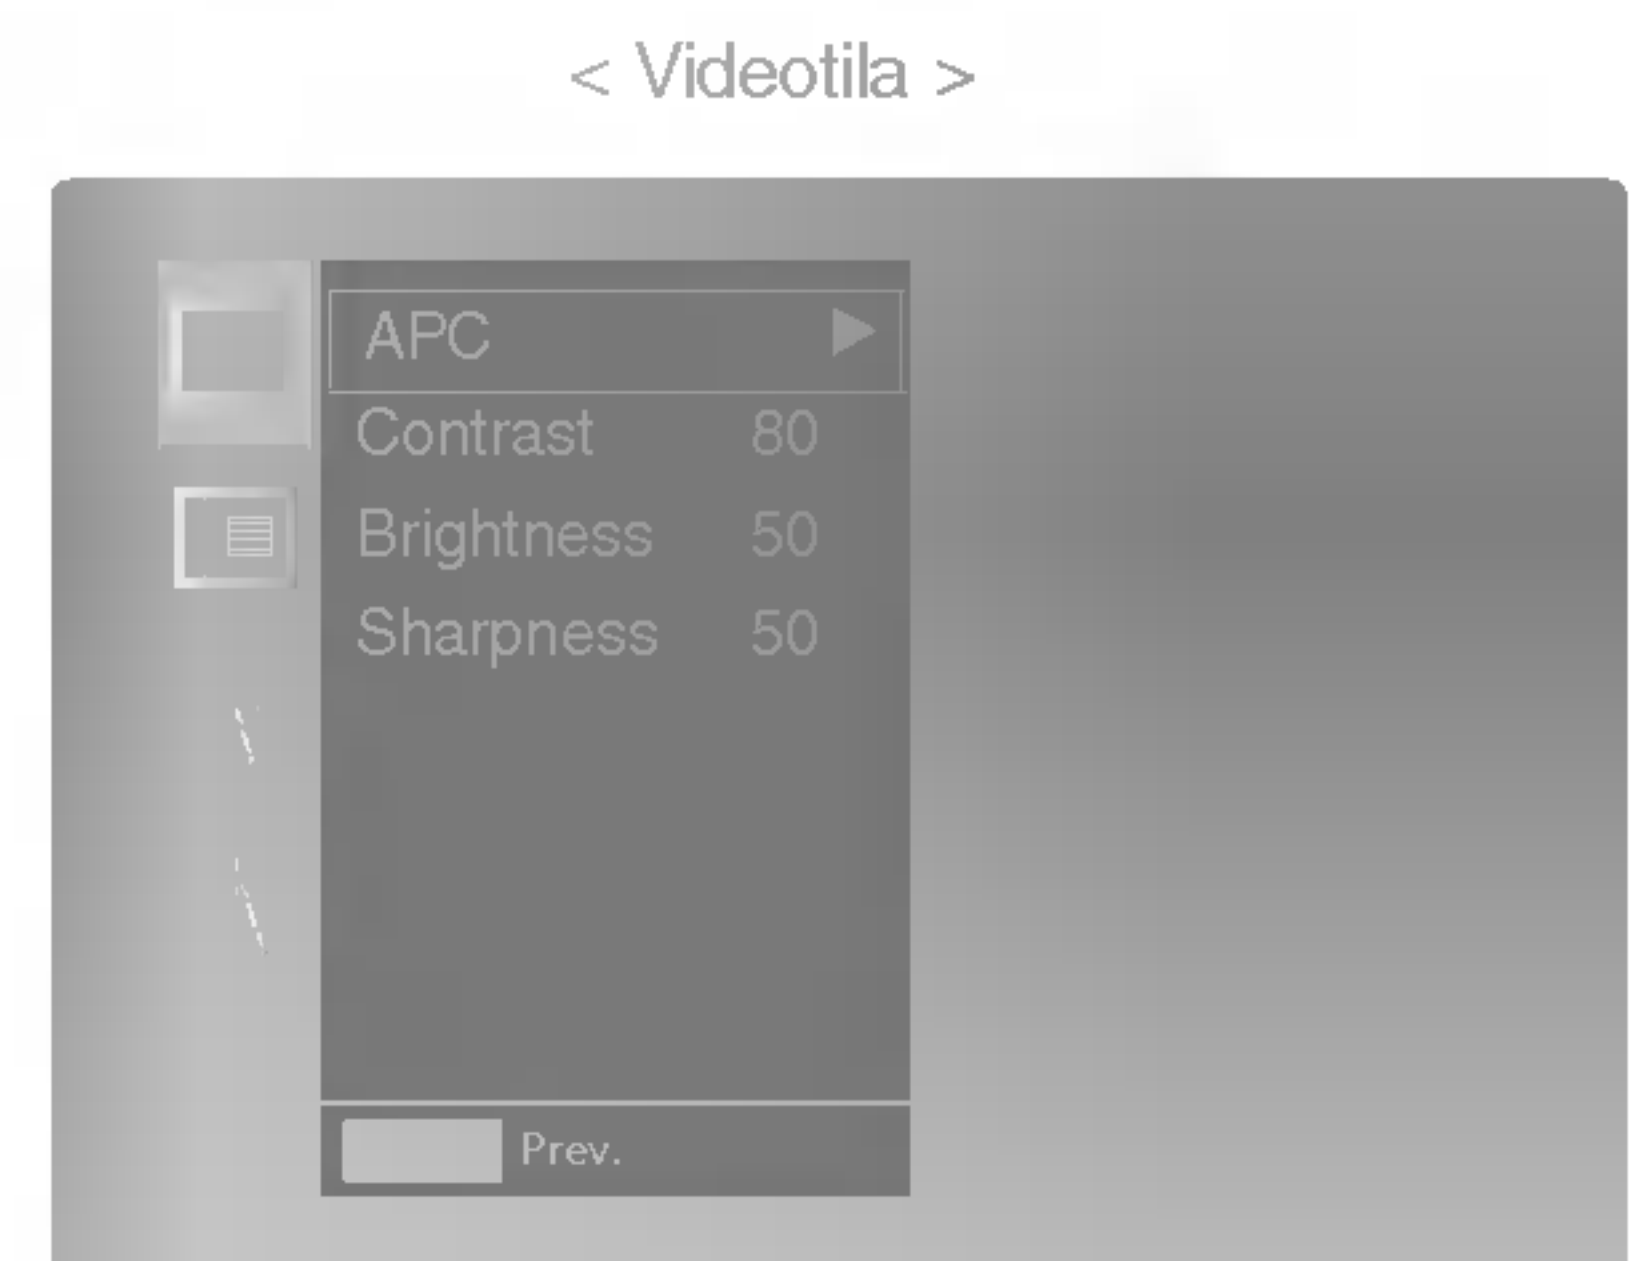 < Videotila >
APC ▶
Contrast 80
Brightness 50
Sharpness 50
Prev.